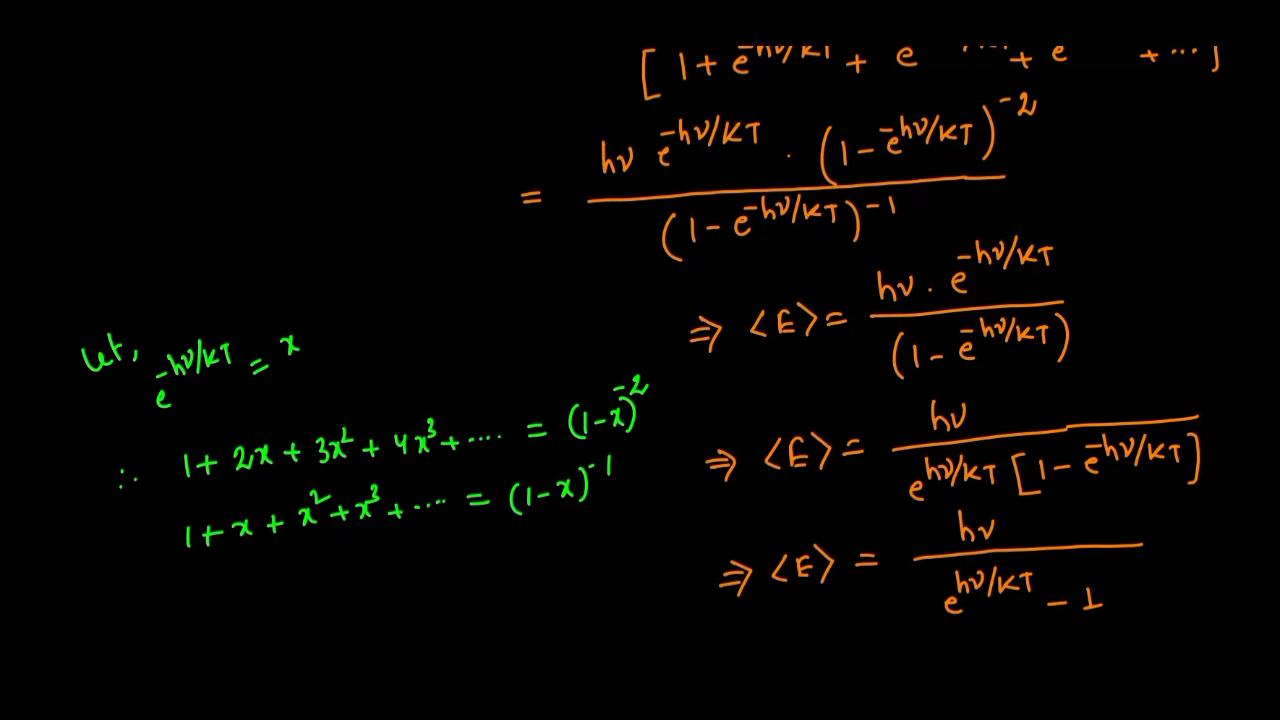 [ 1 + e^{-hν/KT} + e + e + ... ]
= hν e^{-hν/KT} . (1 - e^{-hν/KT})^{-2} / (1 - e^{-hν/KT})^{-1}
⇒ <E> = hν . e^{-hν/KT} / (1 - e^{-hν/KT})
Let, e^{-hν/KT} = x
∴ 1 + 2x + 3x² + 4x³ + .... = (1-x)^{-2}
1 + x + x² + x³ + .... = (1-x)^{-1}
⇒ <E> = hν / e^{hν/KT} [1 - e^{-hν/KT}]
⇒ <E> = hν / e^{hν/KT} - 1